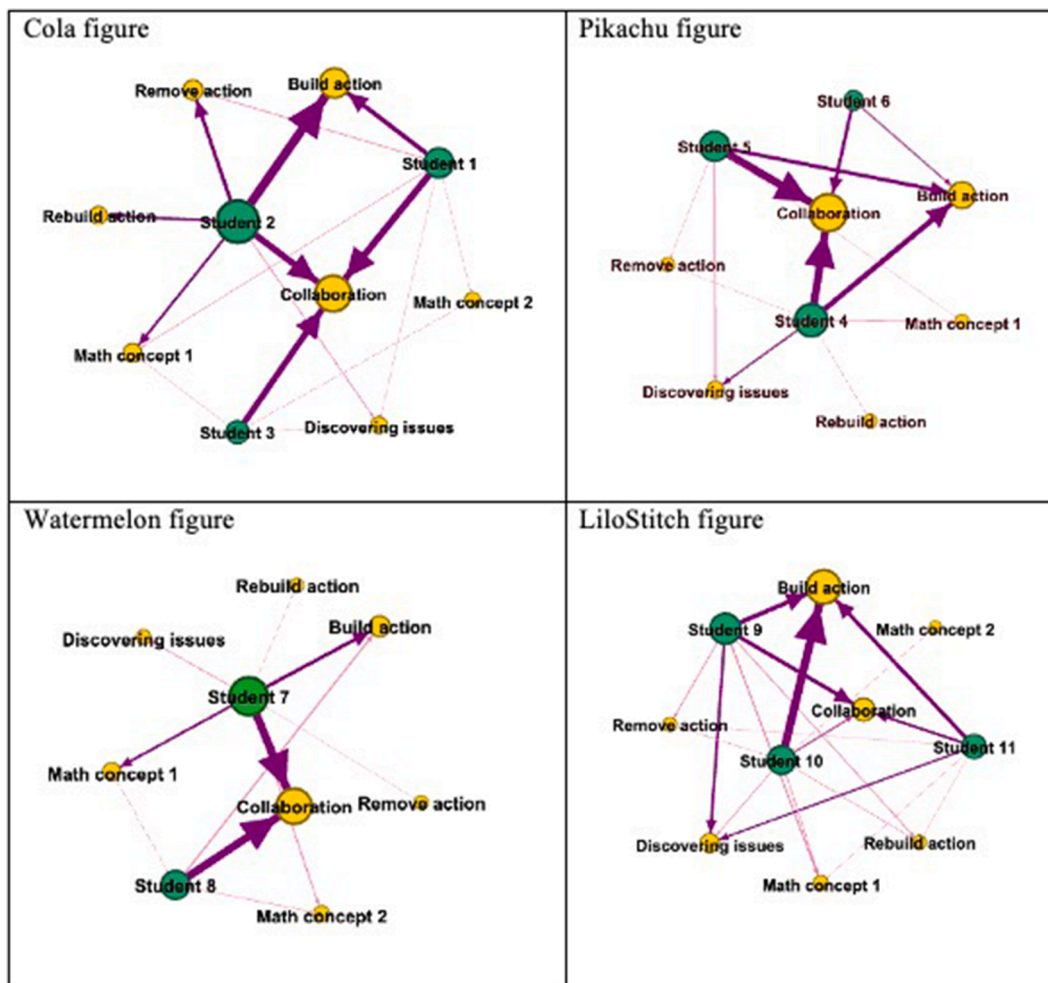 Cola figure
Build action
Remove action
Student 1
Rebuild action
Student 2
Collaboration
Math concept 2
Math concept 1
Student 3
Discovering issues
Pikachu figure
Student 6
Student 5
Build action
Collaboration
Remove action
Student 4
Math concept 1
Discovering issues
Rebuild action
Watermelon figure
Rebuild action
Build action
Discovering issues
Student 7
Math concept 1
Collaboration
Remove action
Student 8
Math concept 2
LiloStitch figure
Build action
Student 9
Math concept 2
Collaboration
Remove action
Student 11
Student 10
Discovering issues
Rebuild action
Math concept 1